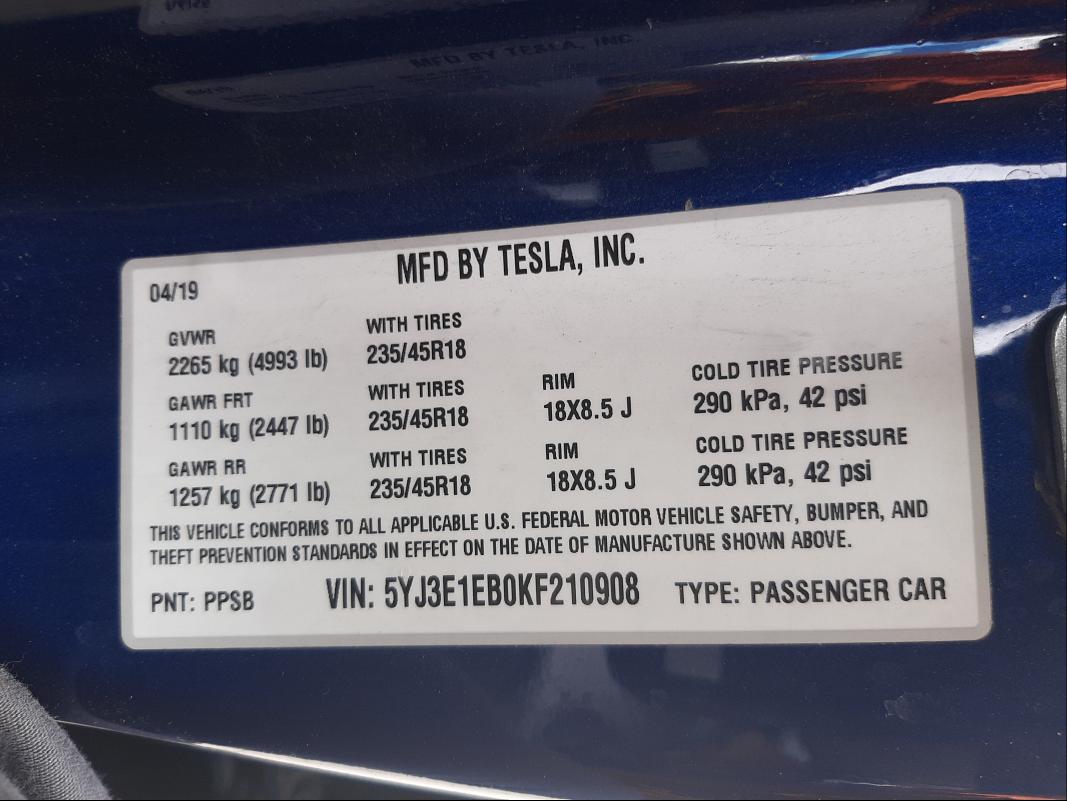 MFD BY TESLA, INC.
04/19
GVWR WITH TIRES
2265 kg (4993 lb) 235/45R18
GAWR FRT WITH TIRES RIM COLD TIRE PRESSURE
1110 kg (2447 lb) 235/45R18 18X8.5 J 290 kPa, 42 psi
GAWR RR WITH TIRES RIM COLD TIRE PRESSURE
1257 kg (2771 lb) 235/45R18 18X8.5 J 290 kPa, 42 psi
THIS VEHICLE CONFORMS TO ALL APPLICABLE U.S. FEDERAL MOTOR VEHICLE SAFETY, BUMPER, AND
THEFT PREVENTION STANDARDS IN EFFECT ON THE DATE OF MANUFACTURE SHOWN ABOVE.
PNT: PPSB VIN: 5YJ3E1EB0KF210908 TYPE: PASSENGER CAR